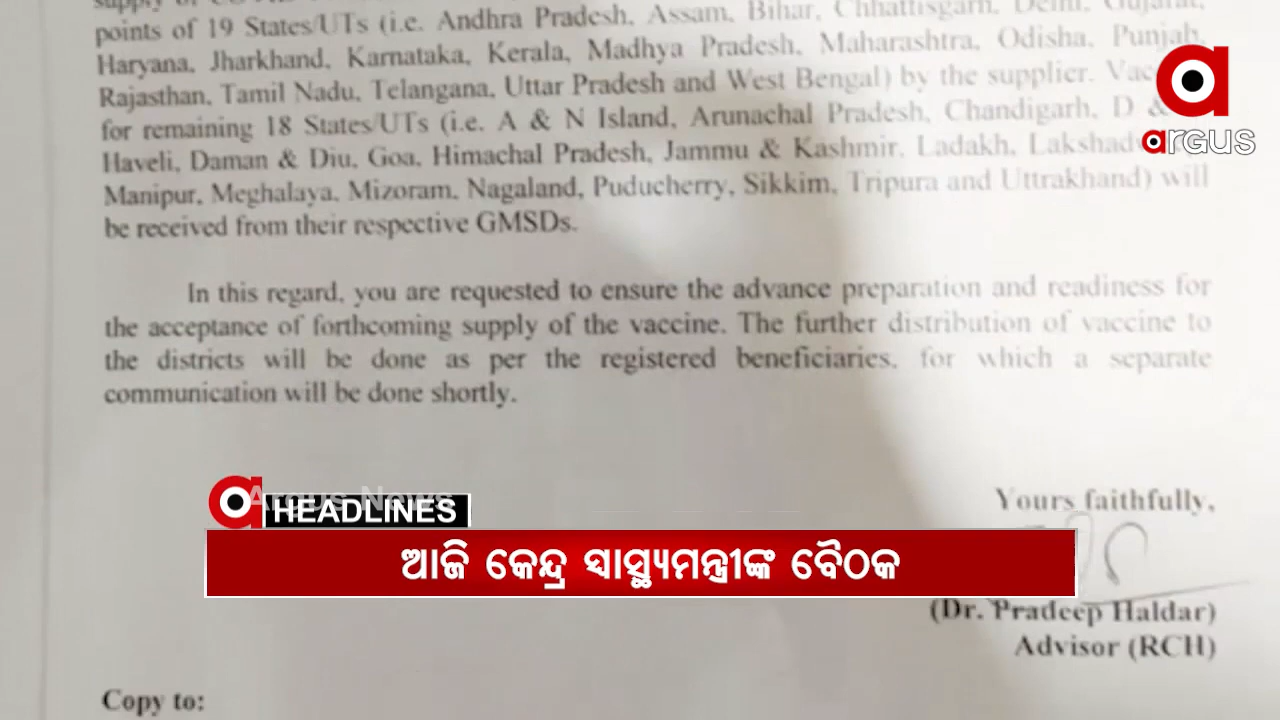 points of 19 States/UTs (i.e. Andhra Pradesh, Assam, Bihar, Chhattisgarh, Delhi, Gujarat,
Haryana, Jharkhand, Karnataka, Kerala, Madhya Pradesh, Maharashtra, Odisha, Punjab,
Rajasthan, Tamil Nadu, Telangana, Uttar Pradesh and West Bengal) by the supplier.
for remaining 18 States/UTs (i.e. A & N Island, Arunachal Pradesh, Chandigarh, D &
Haveli, Daman & Diu, Goa, Himachal Pradesh, Jammu & Kashmir, Ladakh,
Manipur, Meghalaya, Mizoram, Nagaland, Puducherry, Sikkim, Tripura and Uttrakhand) will
be received from their respective GMSDs.
In this regard, you are requested to ensure the advance preparation and readiness for
the acceptance of forthcoming supply of the vaccine. The further distribution of vaccine to
the districts will be done as per the registered beneficiaries, for which a separate
communication will be done shortly.
Yours faithfully,
(Dr. Pradeep Haldar)
Advisor (RCH)
Copy to:
argus
Argus News
HEADLINES
ଆଜି କେନ୍ଦ୍ର ସ୍ୱାସ୍ଥ୍ୟମନ୍ତ୍ରୀଙ୍କ ବୈଠକ